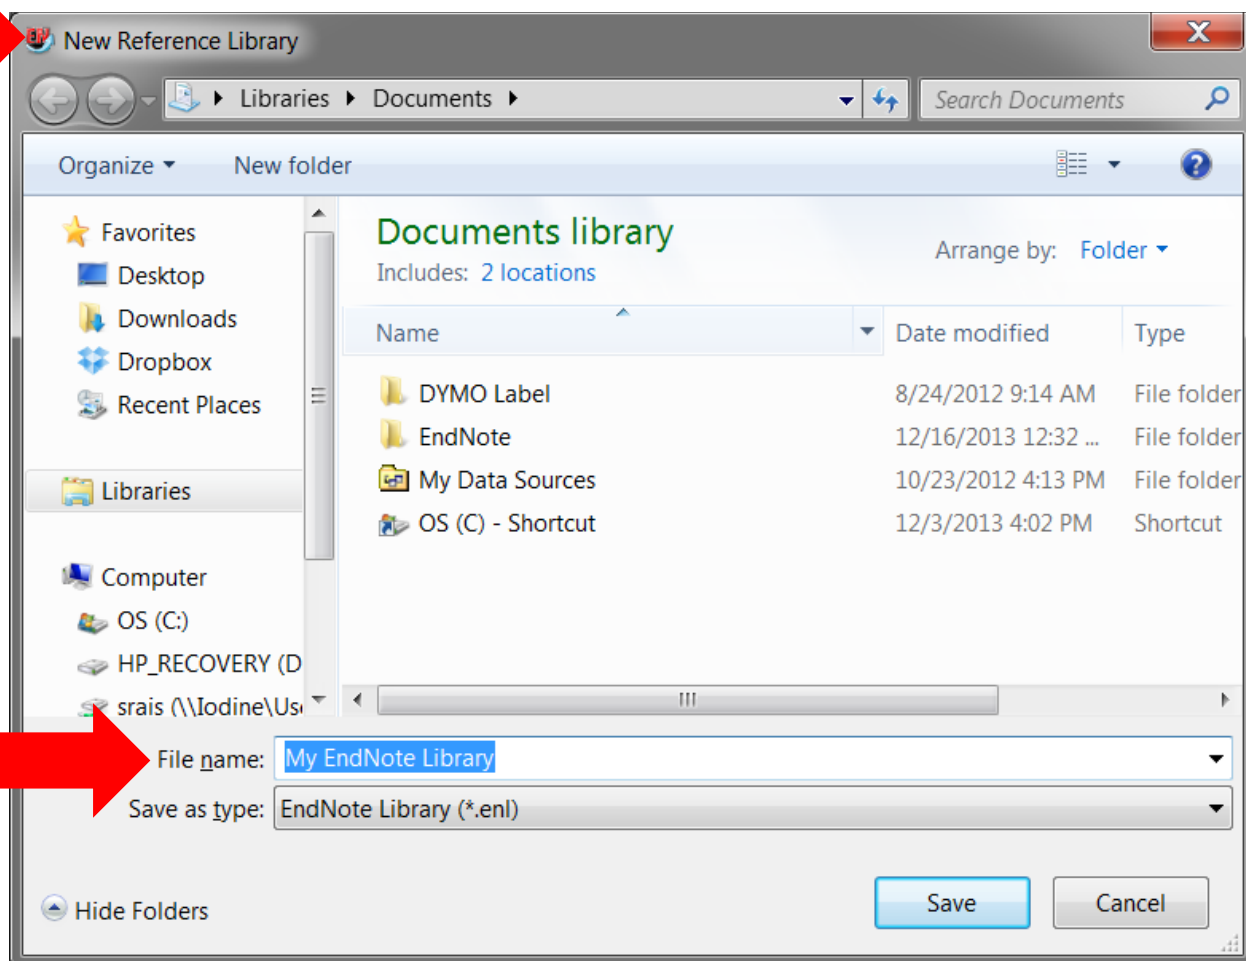 New Reference Library
Libraries Documents Search Documents
Organize New folder
Favorites
Desktop
Downloads
Dropbox
Recent Places
Libraries
Computer
OS (C:)
HP_RECOVERY (D
srais (\\Iodine\Us
Documents library
Includes: 2 locations
Arrange by: Folder
Name Date modified Type
DYMO Label 8/24/2012 9:14 AM File folder
EndNote 12/16/2013 12:32 ... File folder
My Data Sources 10/23/2012 4:13 PM File folder
OS (C) - Shortcut 12/3/2013 4:02 PM Shortcut
File name: My EndNote Library
Save as type: EndNote Library (*.enl)
Hide Folders Save Cancel